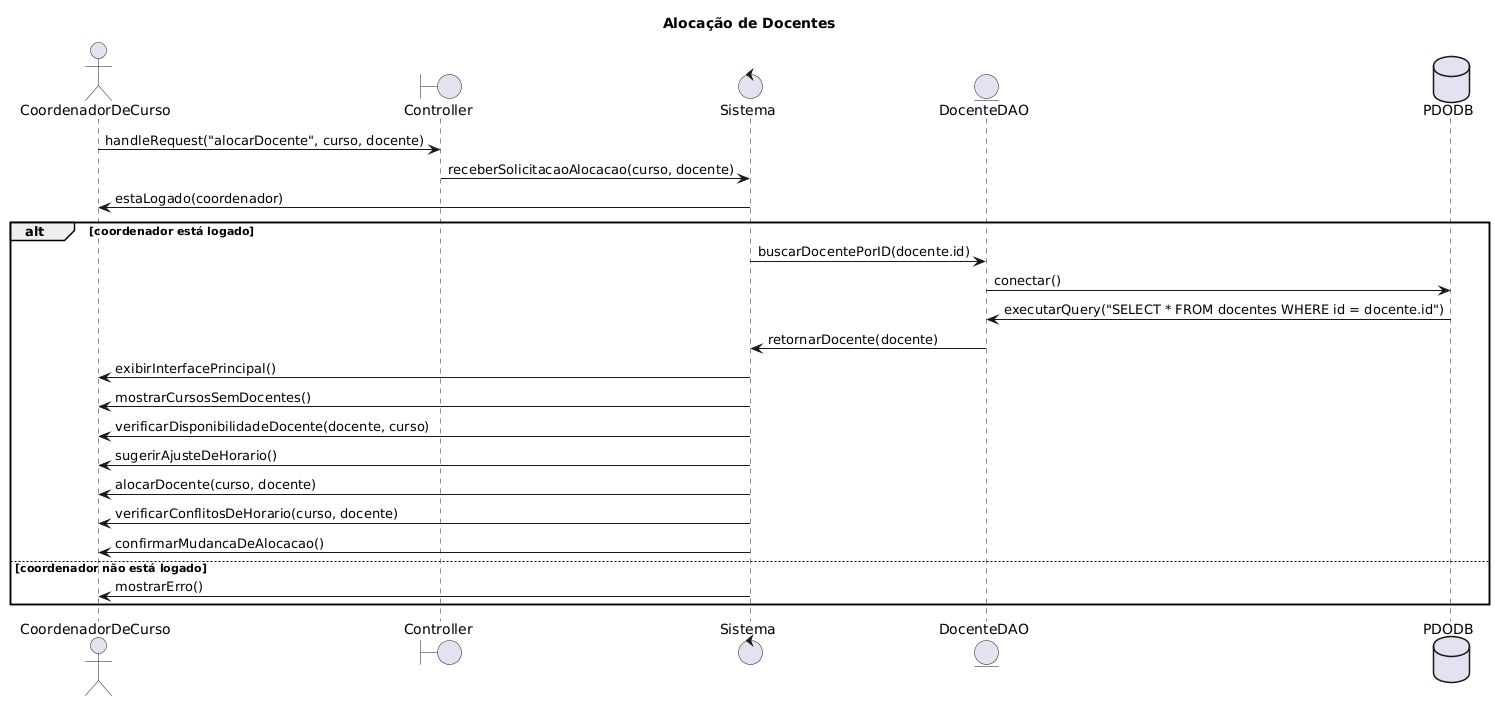 Alocação de Docentes
CoordenadorDeCurso
Controller
Sistema
DocenteDAO
PDODB
handleRequest("alocarDocente", curso, docente)
receberSolicitacaoAlocacao(curso, docente)
estaLogado(coordenador)
alt [coordenador está logado]
buscarDocentePorID(docente.id)
conectar()
executarQuery("SELECT * FROM docentes WHERE id = docente.id")
retornarDocente(docente)
exibirInterfacePrincipal()
mostrarCursosSemDocentes()
verificarDisponibilidadeDocente(docente, curso)
sugerirAjusteDeHorario()
alocarDocente(curso, docente)
verificarConflitosDeHorario(curso, docente)
confirmarMudancaDeAlocacao()
[coordenador não está logado]
mostrarErro()
CoordenadorDeCurso
Controller
Sistema
DocenteDAO
PDODB